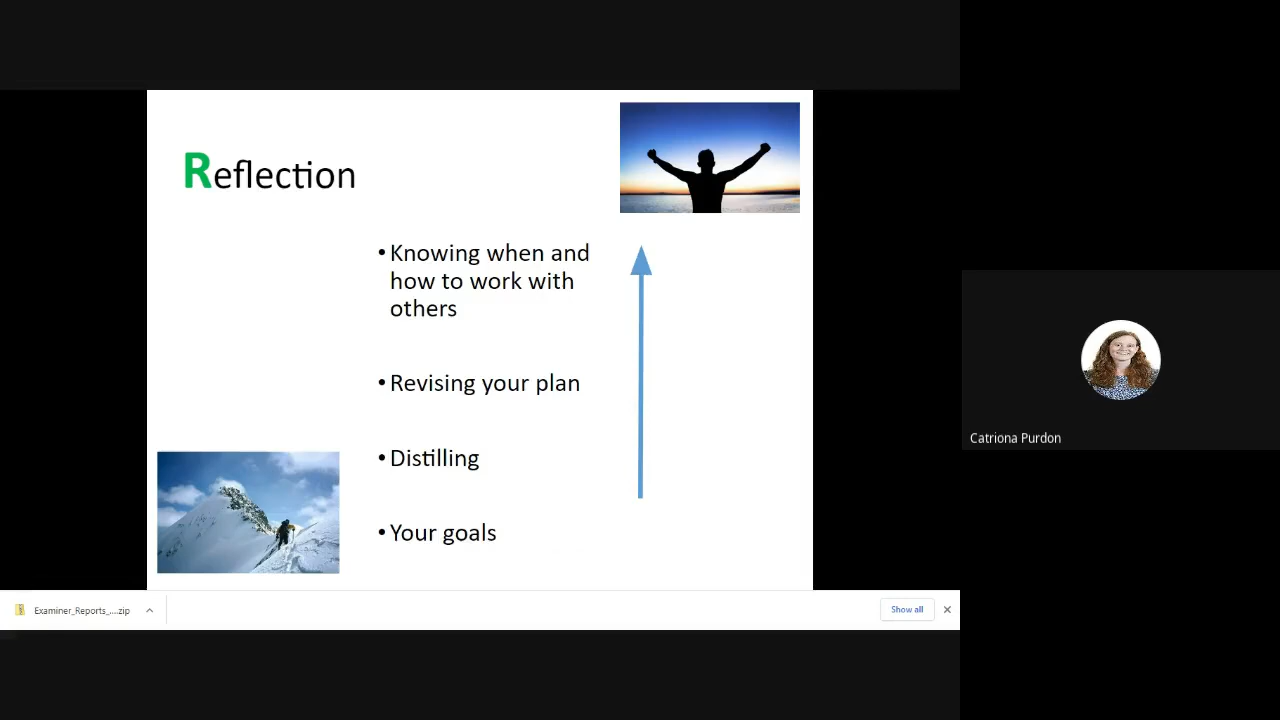 Reflection
•Knowing when and
how to work with
others
•Revising your plan
•Distilling
•Your goals
Catriona Purdon
Examiner_Reports_....zip
Show all